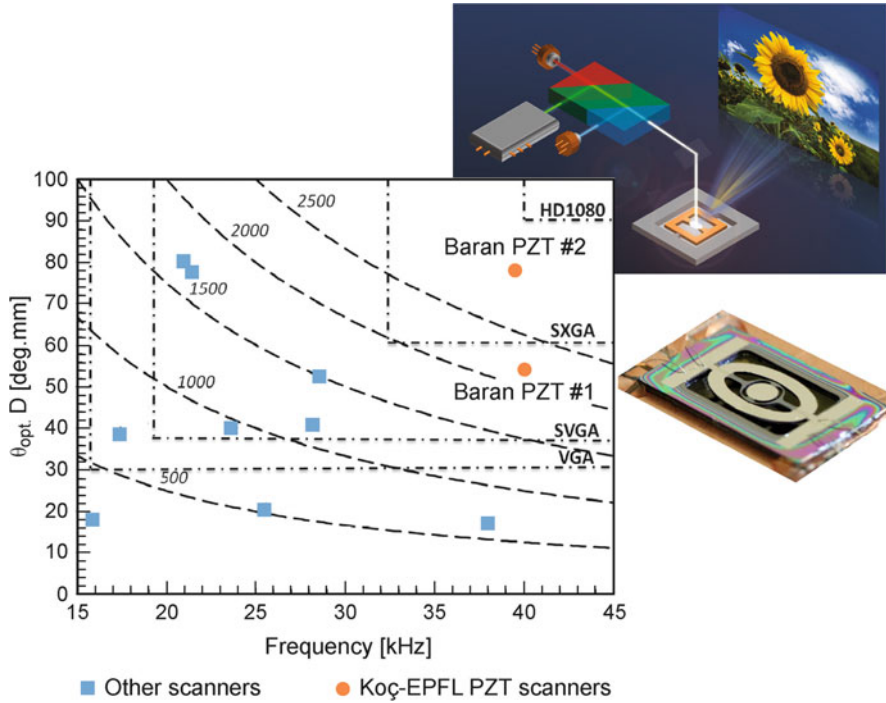 HD1080
100
90
80
70
60
50
40
30
20
10
0
θopt. D [deg.mm]
2500
2000
1500
1000
500
Baran PZT #2
SXGA
Baran PZT #1
SVGA
VGA
15
20
25
30
35
40
45
Frequency [kHz]
Other scanners
Koç-EPFL PZT scanners